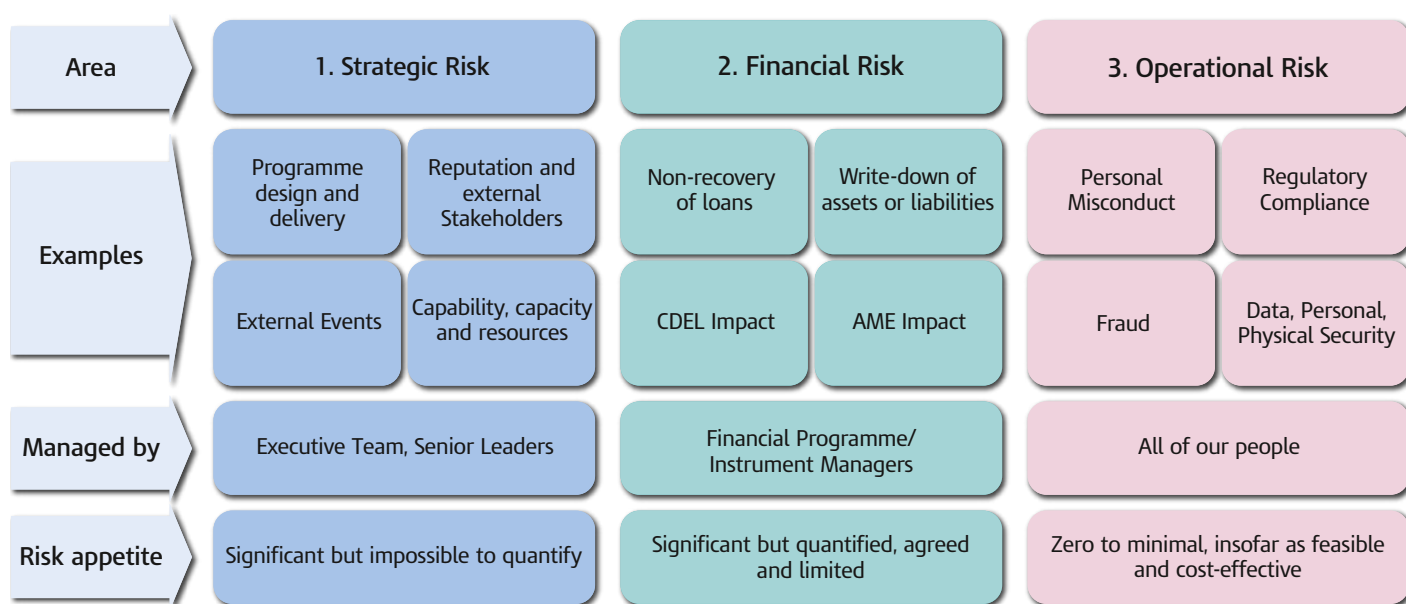 Area
1. Strategic Risk
2. Financial Risk
3. Operational Risk
Examples
Programme
design and
delivery
Reputation and
external
Stakeholders
Non-recovery
of loans
Write-down of
assets or liabilities
Personal
Misconduct
Regulatory
Compliance
External Events
Capability, capacity
and resources
CDEL Impact
AME Impact
Fraud
Data, Personal,
Physical Security
Managed by
Executive Team, Senior Leaders
Financial Programme/
Instrument Managers
All of our people
Risk appetite
Significant but impossible to quantify
Significant but quantified, agreed
and limited
Zero to minimal, insofar as feasible
and cost-effective